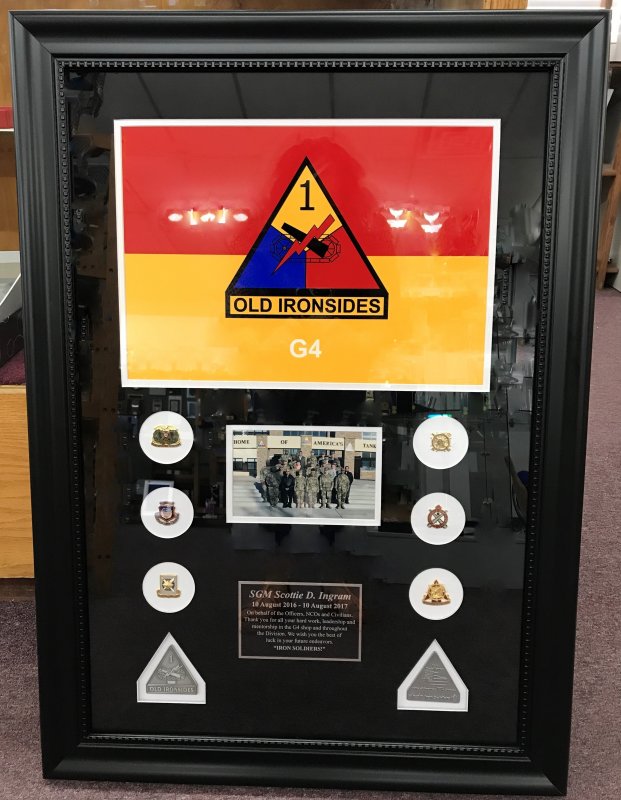 1
OLD IRONSIDES
G4
HOME OF AMERICA'S TANK
SGM Scottie D. Ingram
10 August 2016 - 10 August 2017
On behalf of the Officers, NCOs and Civilians.
Thank you for all your hard work, leadership and
mentorship in the G4 shop and throughout
the Division. We wish you the best of
luck in your future endeavors.
"IRON SOLDIERS!"
1
OLD IRONSIDES